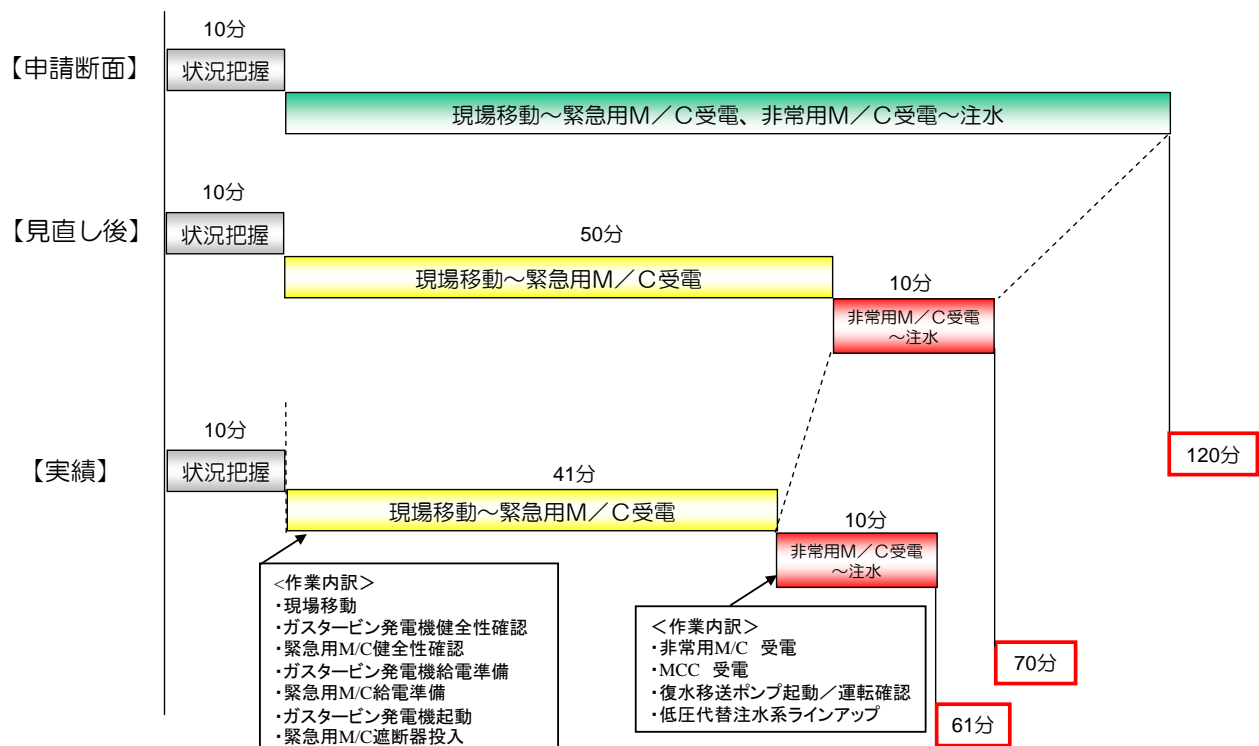 10分
【申請断面】
状況把握
現場移動～緊急用M／C受電、非常用M／C受電～注水
10分
【見直し後】
状況把握
50分
現場移動～緊急用M／C受電
10分
非常用M／C受電
～注水
120分
10分
【実績】
状況把握
41分
現場移動～緊急用M／C受電
10分
非常用M／C受電
～注水
<作業内訳＞
・現場移動
・ガスタービン発電機健全性確認
・緊急用M/C健全性確認
・ガスタービン発電機給電準備
・緊急用M/C給電準備
・ガスタービン発電機起動
・緊急用M/C遮断器投入
＜作業内訳＞
・非常用M/C 受電
・MCC 受電
・復水移送ポンプ起動／運転確認
・低圧代替注水系ラインアップ
70分
61分